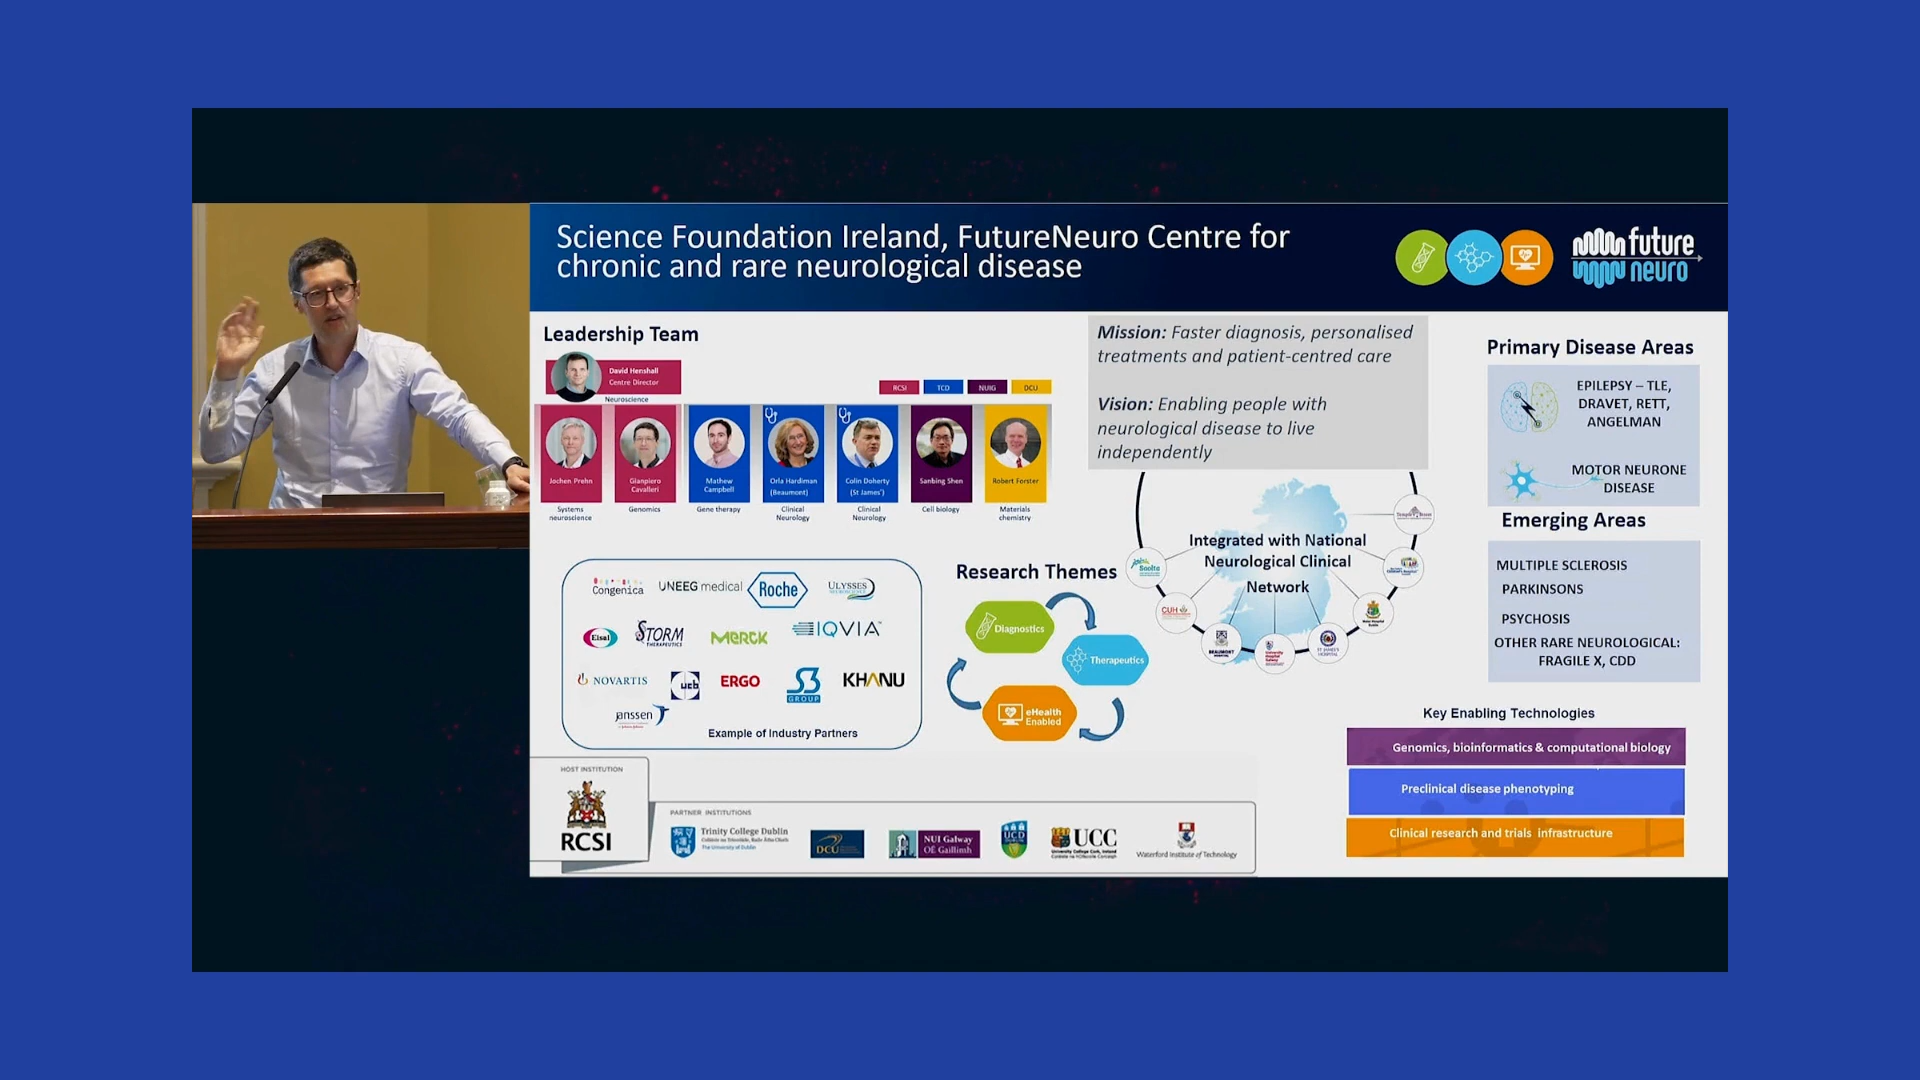 Science Foundation Ireland, FutureNeuro Centre for
chronic and rare neurological disease
future
neuro
Leadership Team
David Henshall
Centre Director
Neuroscience
RCSI
TCD
NUIG
DCU
Jochen Prehn
Gianpiero
Cavalleri
Mathew
Campbell
Orla Hardiman
(Beaumont)
Colin Doherty
(St James')
Sanbing Shen
Robert Forster
Systems
neuroscience
Genomics
Gene therapy
Clinical
Neurology
Clinical
Neurology
Cell biology
Materials
chemistry
Mission: Faster diagnosis, personalised
treatments and patient-centred care
Vision: Enabling people with
neurological disease to live
independently
Integrated with National
Neurological Clinical
Network
Saolta
CUH
BEAUMONT
Primary Disease Areas
EPILEPSY – TLE,
DRAVET, RETT,
ANGELMAN
MOTOR NEURONE
DISEASE
Emerging Areas
MULTIPLE SCLEROSIS
PARKINSONS
PSYCHOSIS
OTHER RARE NEUROLOGICAL:
FRAGILE X, CDD
Congenica
UNEEG medical
Roche
ULYSSES
NEUROSCIENCE
Eisai
STORM
THERAPEUTICS
MERCK
IQVIA
NOVARTIS
ucb
ERGO
S3
GROUP
KHANU
janssen
Example of Industry Partners
Research Themes
Diagnostics
Therapeutics
eHealth
Enabled
Key Enabling Technologies
Genomics, bioinformatics & computational biology
Preclinical disease phenotyping
Clinical research and trials infrastructure
HOST INSTITUTION
RCSI
PARTNER INSTITUTIONS
Trinity College Dublin
Coláiste na Tríonóide, Baile Átha Cliath
The University of Dublin
DCU
NUI Galway
OÉ Gaillimh
UCD
UCC
University College Cork, Ireland
Coláiste na hOllscoile Corcaigh
Waterford Institute of Technology